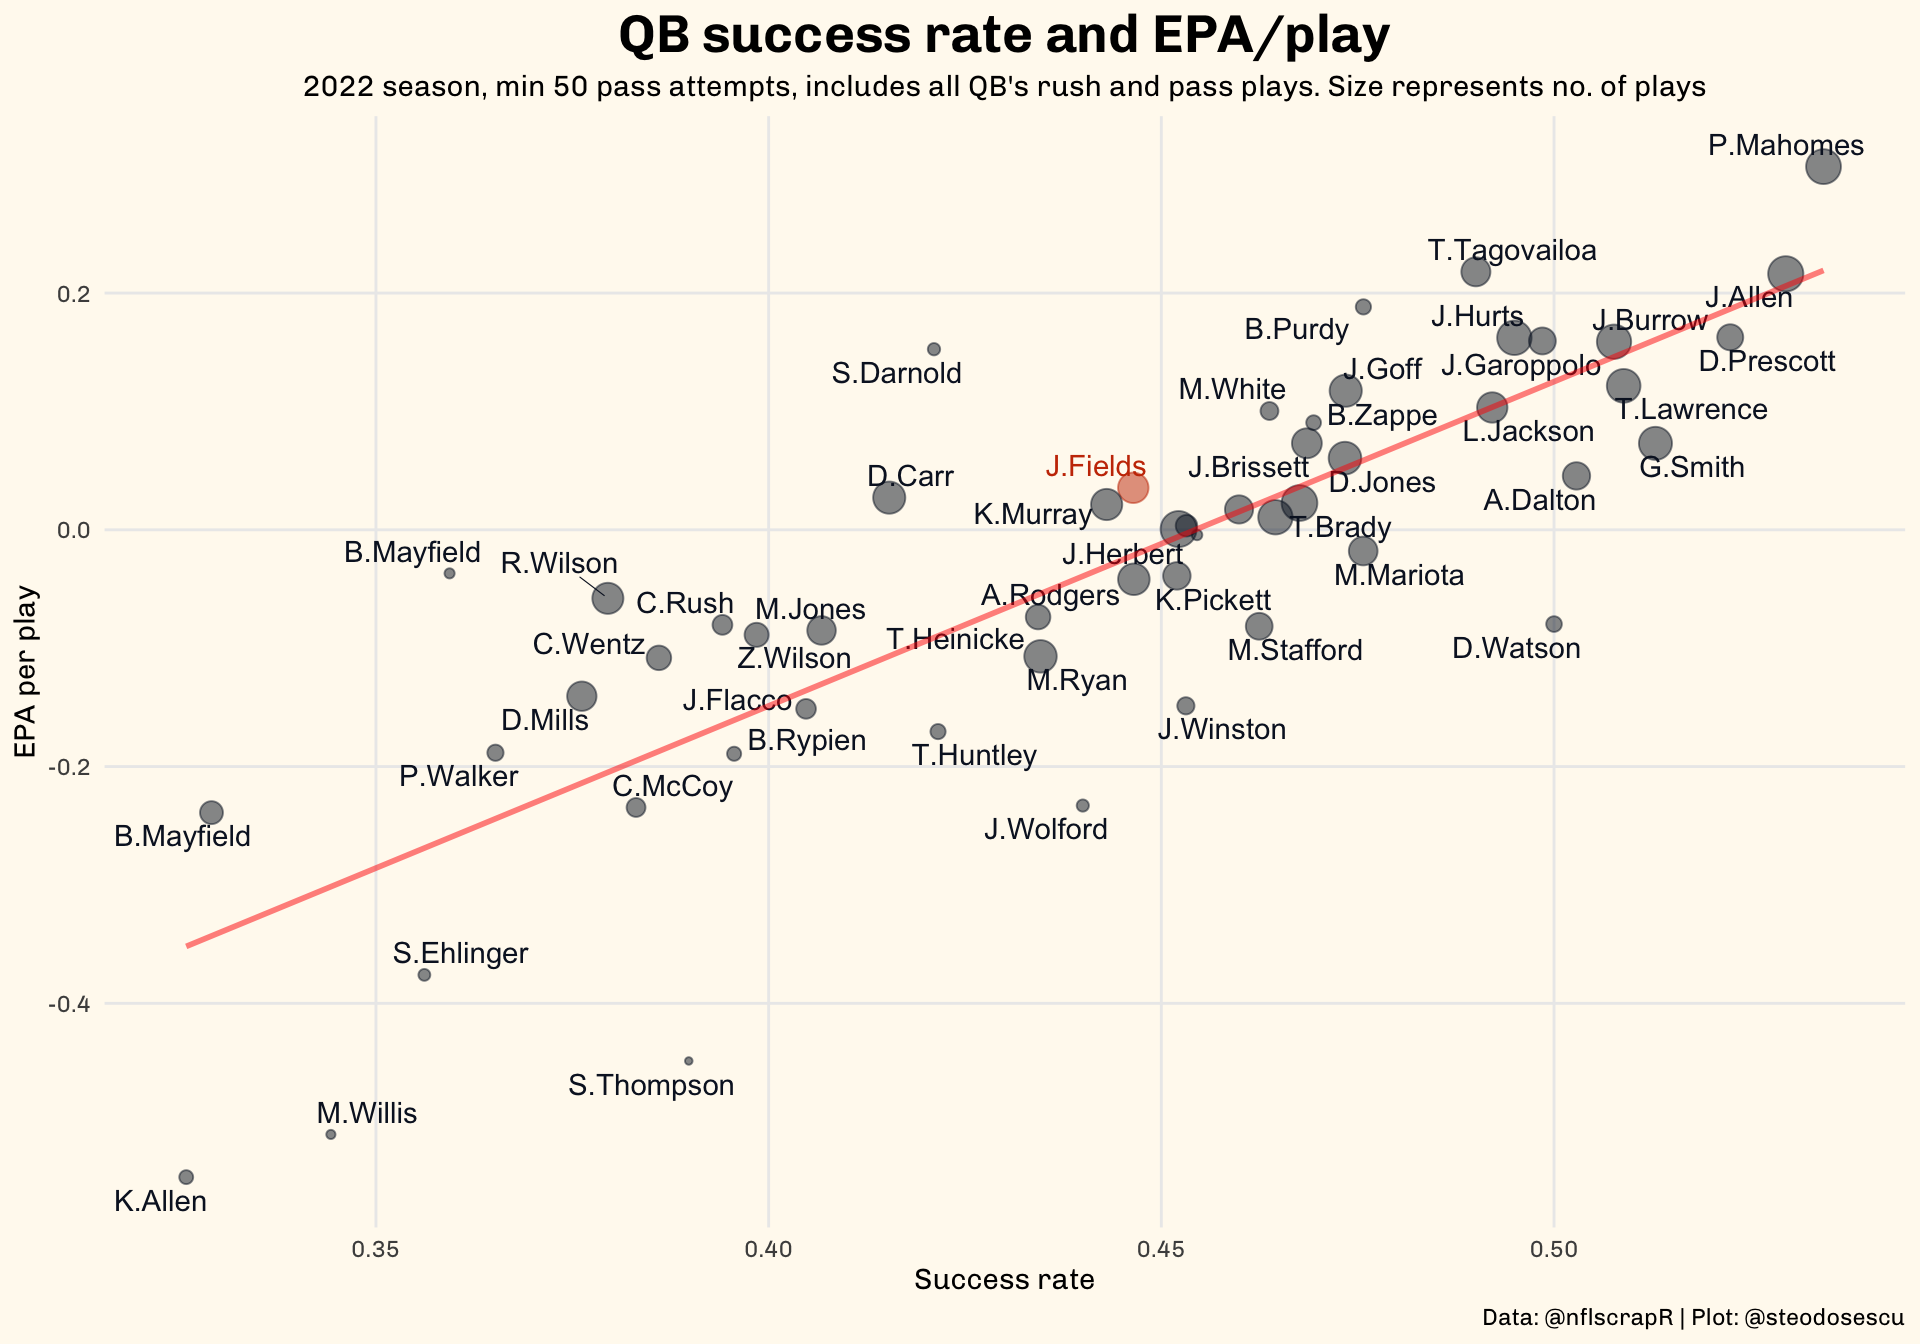 QB success rate and EPA/play
2022 season, min 50 pass attempts, includes all QB's rush and pass plays. Size represents no. of plays
P.Mahomes
T.Tagovailoa
J.Allen
J.Hurts
J.Burrow
B.Purdy
D.Prescott
S.Darnold
J.Goff
J.Garoppolo
M.White
T.Lawrence
B.Zappe
L.Jackson
J.Fields
J.Brissett
G.Smith
D.Carr
D.Jones
A.Dalton
K.Murray
T.Brady
B.Mayfield
R.Wilson
J.Herbert
M.Mariota
C.Rush
M.Jones
A.Rodgers
K.Pickett
C.Wentz
Z.Wilson
T.Heinicke
M.Stafford
D.Watson
M.Ryan
J.Flacco
D.Mills
B.Rypien
J.Winston
T.Huntley
P.Walker
C.McCoy
B.Mayfield
J.Wolford
S.Ehlinger
S.Thompson
M.Willis
K.Allen
0.2
0.0
-0.2
-0.4
EPA per play
0.35
0.40
0.45
0.50
Success rate
Data: @nflscrapR | Plot: @steodosescu